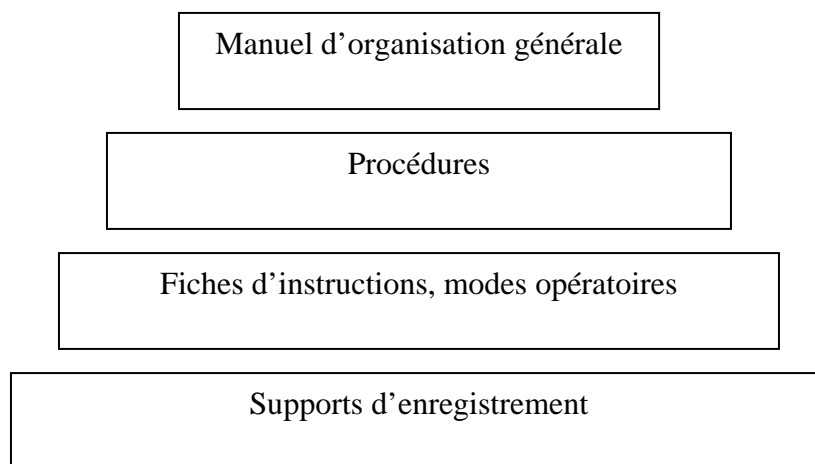 Manuel d’organisation générale
Procédures
Fiches d’instructions, modes opératoires
Supports d’enregistrement